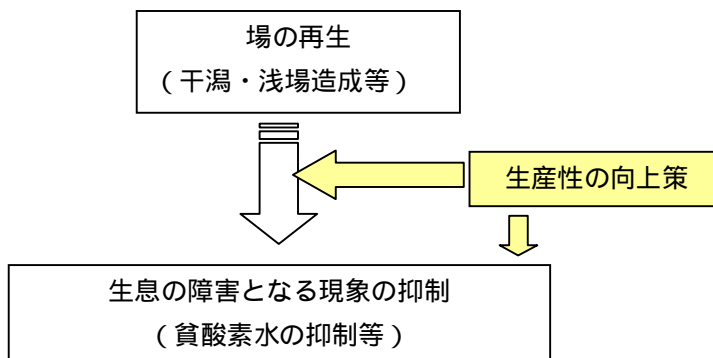 場の再生
（干潟・浅場造成等）
生産性の向上策
生息の障害となる現象の抑制
（貧酸素水の抑制等）